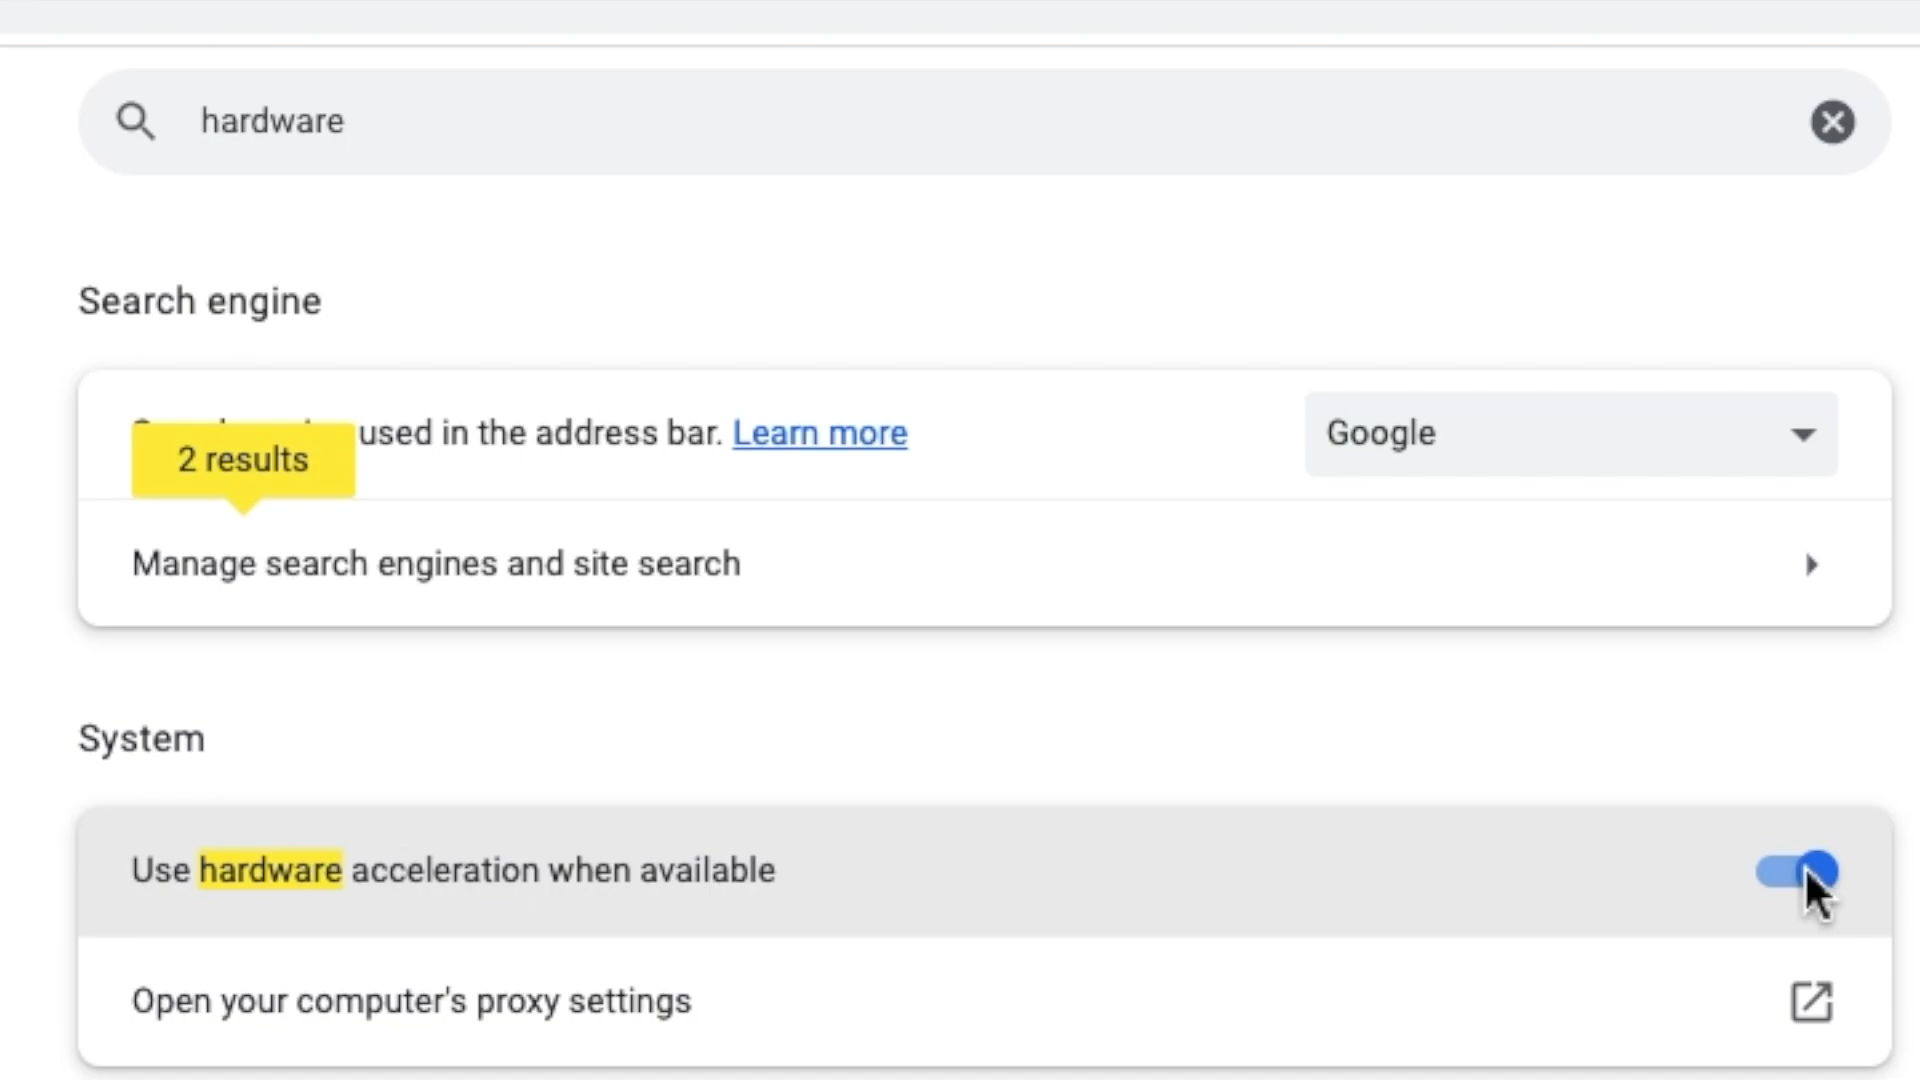 hardware
Search engine
used in the address bar. Learn more
Google
2 results
Manage search engines and site search
System
Use hardware acceleration when available
Open your computer's proxy settings